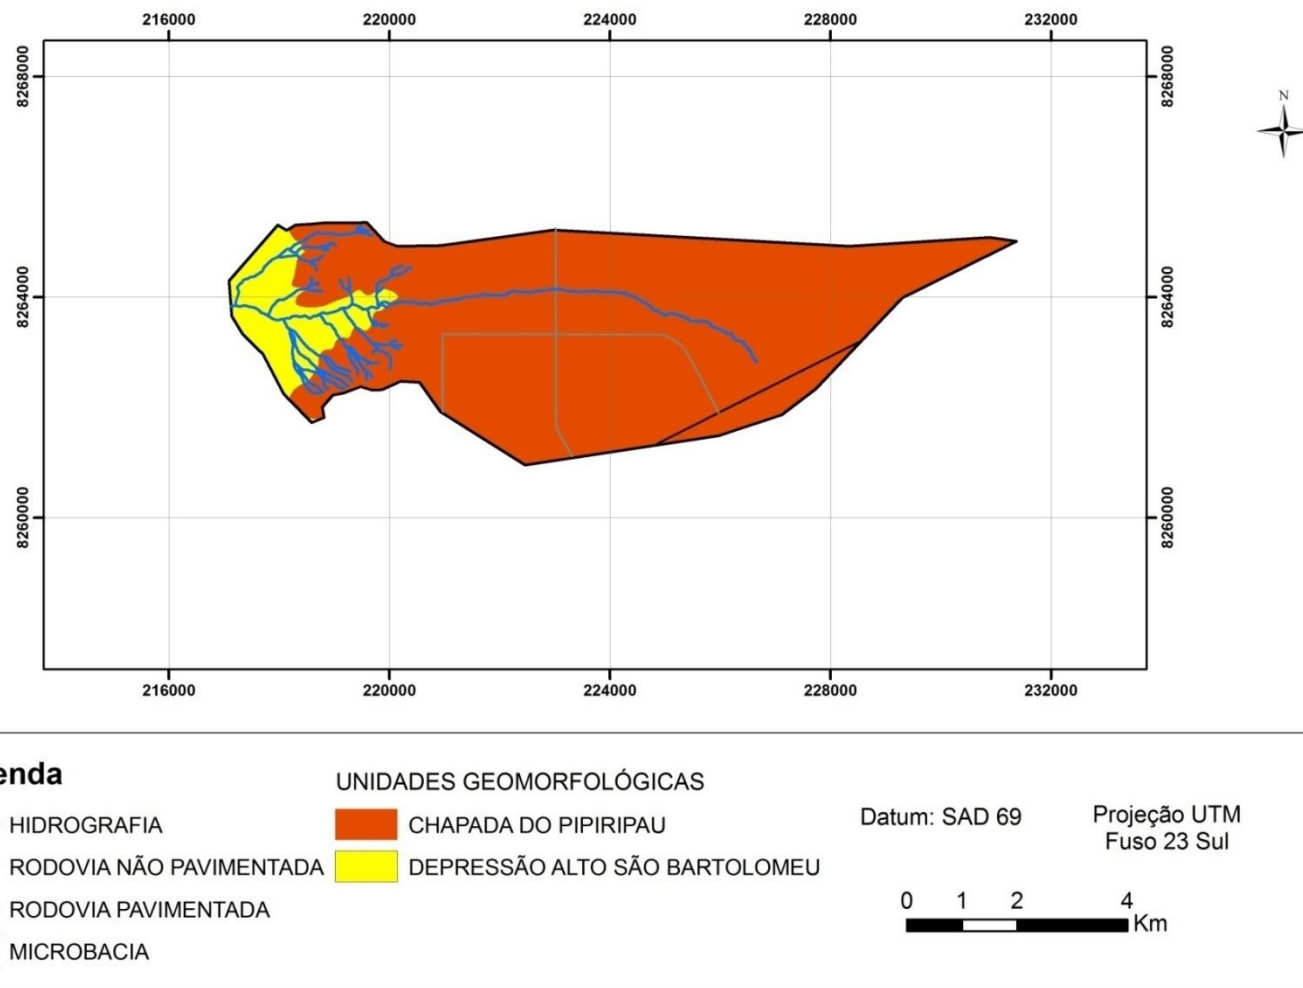 216000 220000 224000 228000 232000
8268000 8268000
N
8264000 8264000
8260000 8260000
216000 220000 224000 228000 232000
enda
UNIDADES GEOMORFOLÓGICAS
HIDROGRAFIA
CHAPADA DO PIPIRIPAU
RODOVIA NÃO PAVIMENTADA
DEPRESSÃO ALTO SÃO BARTOLOMEU
RODOVIA PAVIMENTADA
MICROBACIA
Datum: SAD 69
Projeção UTM
Fuso 23 Sul
0 1 2 4
Km